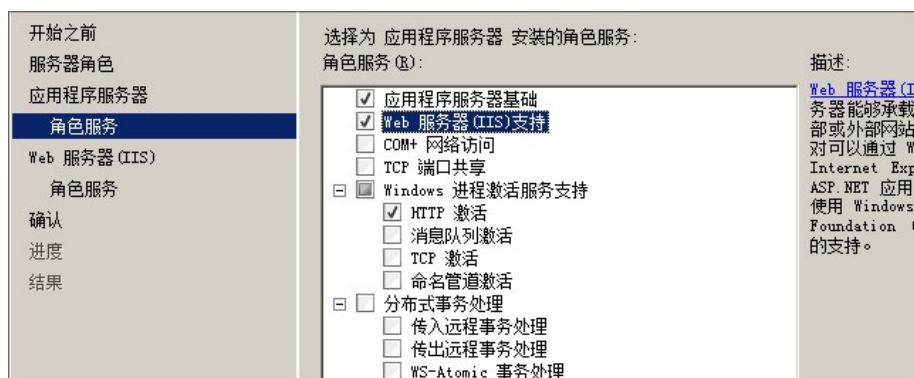 开始之前
服务器角色
应用程序服务器
角色服务
Web 服务器(IIS)
角色服务
确认
进度
结果
选择为 应用程序服务器 安装的角色服务:
角色服务(R):
应用程序服务器基础
Web 服务器(IIS)支持
COM+ 网络访问
TCP 端口共享
Windows 进程激活服务支持
HTTP 激活
消息队列激活
TCP 激活
命名管道激活
分布式事务处理
传入远程事务处理
传出远程事务处理
WS-Atomic 事务处理
描述:
Web 服务器(I
务器能够承载
部或外部网站
对可以通过 W
Internet Exp
ASP.NET 应用
使用 Windows
Foundation
的支持。